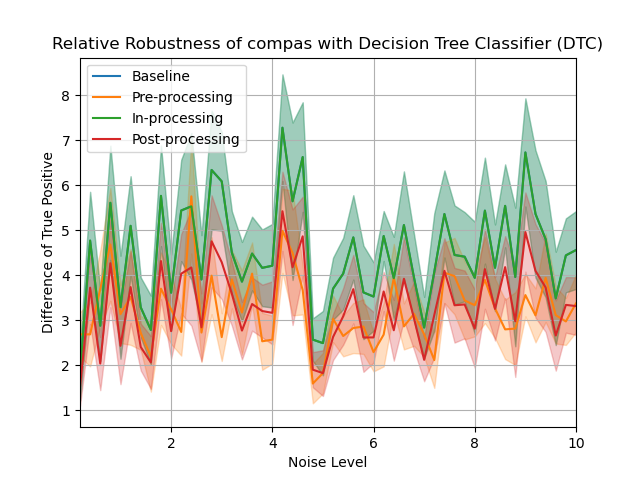 Relative Robustness of compas with Decision Tree Classifier (DTC)
Baseline
Pre-processing
In-processing
Post-processing
Difference of True Positive
8
7
6
5
4
3
2
1
2
4
6
8
10
Noise Level